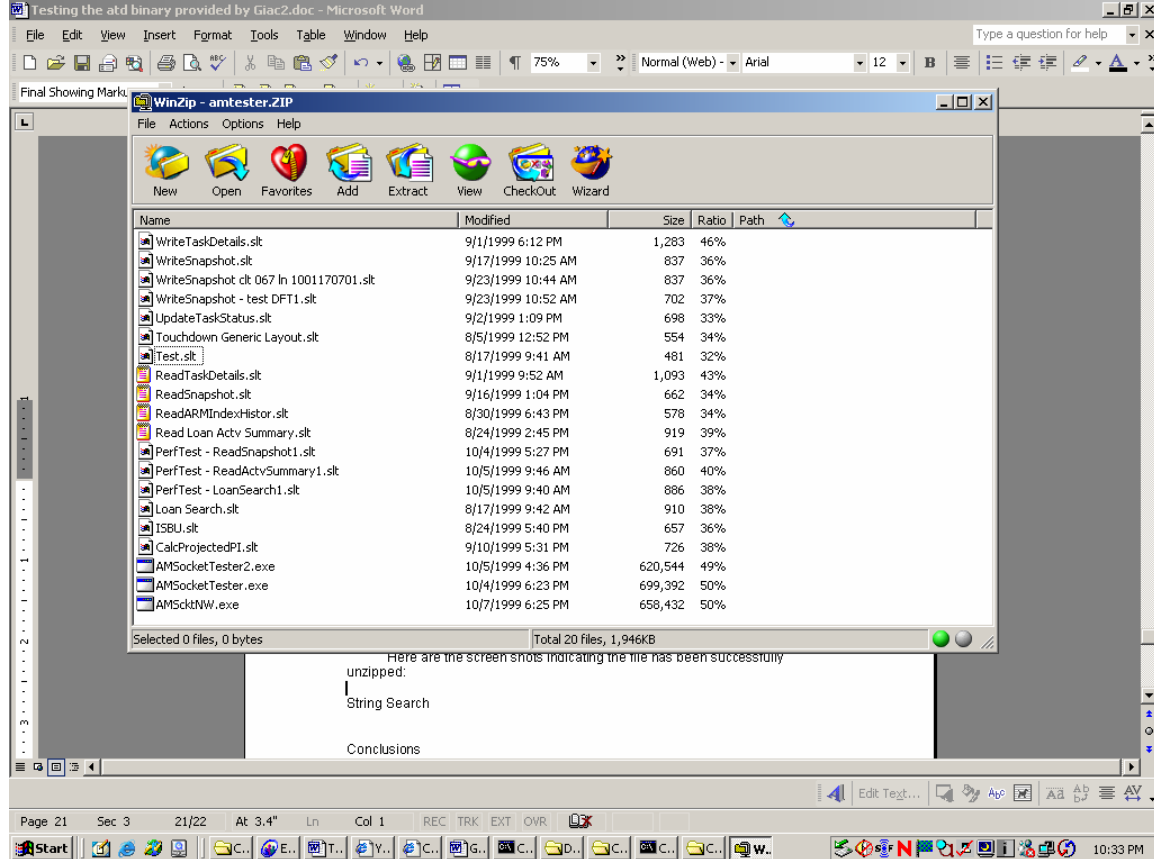 Testing the atd binary provided by Giac2.doc - Microsoft Word
File Edit View Insert Format Tools Table Window Help Type a question for help
75% Normal (Web) - Arial 12 B
Final Showing Marku
WinZip - amtester.ZIP
File Actions Options Help
New Open Favorites Add Extract View CheckOut Wizard
Name Modified Size Ratio Path
WriteTaskDetails.slt 9/1/1999 6:12 PM 1,283 46%
WriteSnapshot.slt 9/17/1999 10:25 AM 837 36%
WriteSnapshot clt 067 ln 1001170701.slt 9/23/1999 10:44 AM 837 36%
WriteSnapshot - test DFT1.slt 9/23/1999 10:52 AM 702 37%
UpdateTaskStatus.slt 9/2/1999 1:09 PM 698 33%
Touchdown Generic Layout.slt 8/5/1999 12:52 PM 554 34%
Test.slt 8/17/1999 9:41 AM 481 32%
ReadTaskDetails.slt 9/1/1999 9:52 AM 1,093 43%
ReadSnapshot.slt 9/16/1999 1:04 PM 662 34%
ReadARMIndexHistor.slt 8/30/1999 6:43 PM 578 34%
Read Loan Actv Summary.slt 8/24/1999 2:45 PM 919 39%
PerfTest - ReadSnapshot1.slt 10/4/1999 5:27 PM 691 37%
PerfTest - ReadActvSummary1.slt 10/5/1999 9:46 AM 860 40%
PerfTest - LoanSearch1.slt 10/5/1999 9:40 AM 886 38%
Loan Search.slt 8/17/1999 9:42 AM 910 38%
ISBU.slt 8/24/1999 5:40 PM 657 36%
CalcProjectedPI.slt 9/10/1999 5:31 PM 726 38%
AMSocketTester2.exe 10/5/1999 4:36 PM 620,544 49%
AMSocketTester.exe 10/4/1999 6:23 PM 699,392 50%
AMScktNW.exe 10/7/1999 6:25 PM 658,432 50%
Selected 0 files, 0 bytes Total 20 files, 1,946KB
Here are the screen shots indicating the file has been successfully
unzipped:
String Search
Conclusions
Edit Text... Abc Aa Ab AV
Page 21 Sec 3 21/22 At 3.4" Ln Col 1 REC TRK EXT OVR
Start C.. E.. T.. Y.. C.. G.. C.. D.. C.. C.. C.. W.. 10:33 PM